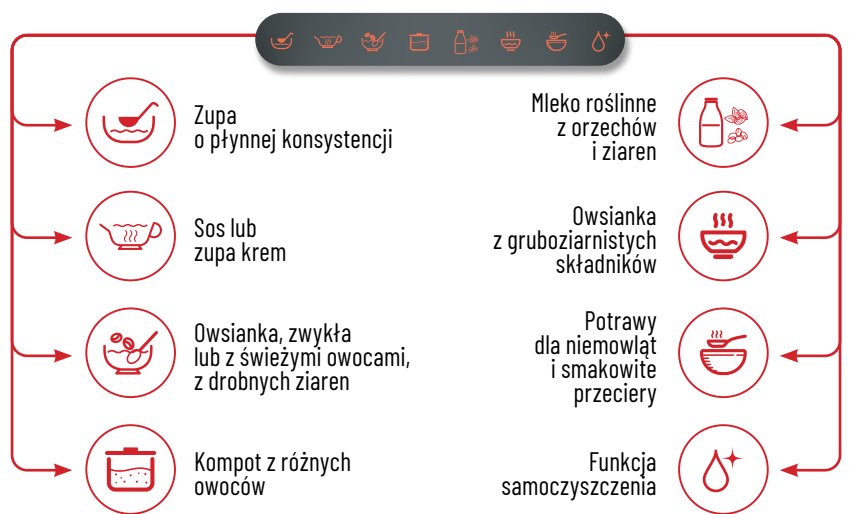 Zupa
o płynnej konsystencji
Sos lub
zupa krem
Owsianka, zwykła
lub z świeżymi owocami,
z drobnych ziaren
Kompot z różnych
owoców
Mleko roślinne
z orzechów
i ziaren
Owsianka
z gruboziarnistych
składników
Potrawy
dla niemowląt
i smakowite
przeciery
Funkcja
samoczyszczenia